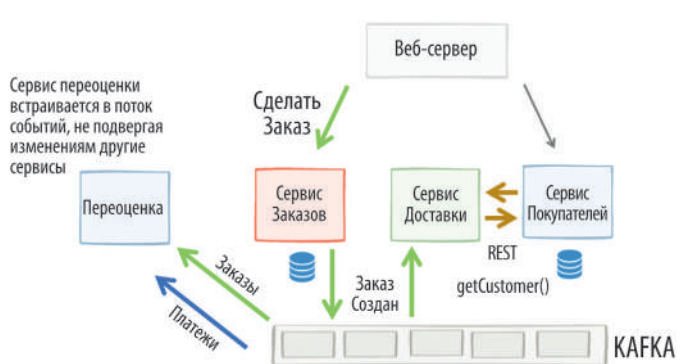 Веб-сервер
Сервис переоценки
встраивается в поток
событий, не подвергая
изменениям другие
сервисы
Сделать
Заказ
Переоценка
Сервис
Заказов
Сервис
Доставки
Сервис
Покупателей
REST
getCustomer()
Заказы
Платежи
Заказ
Создан
KAFKA